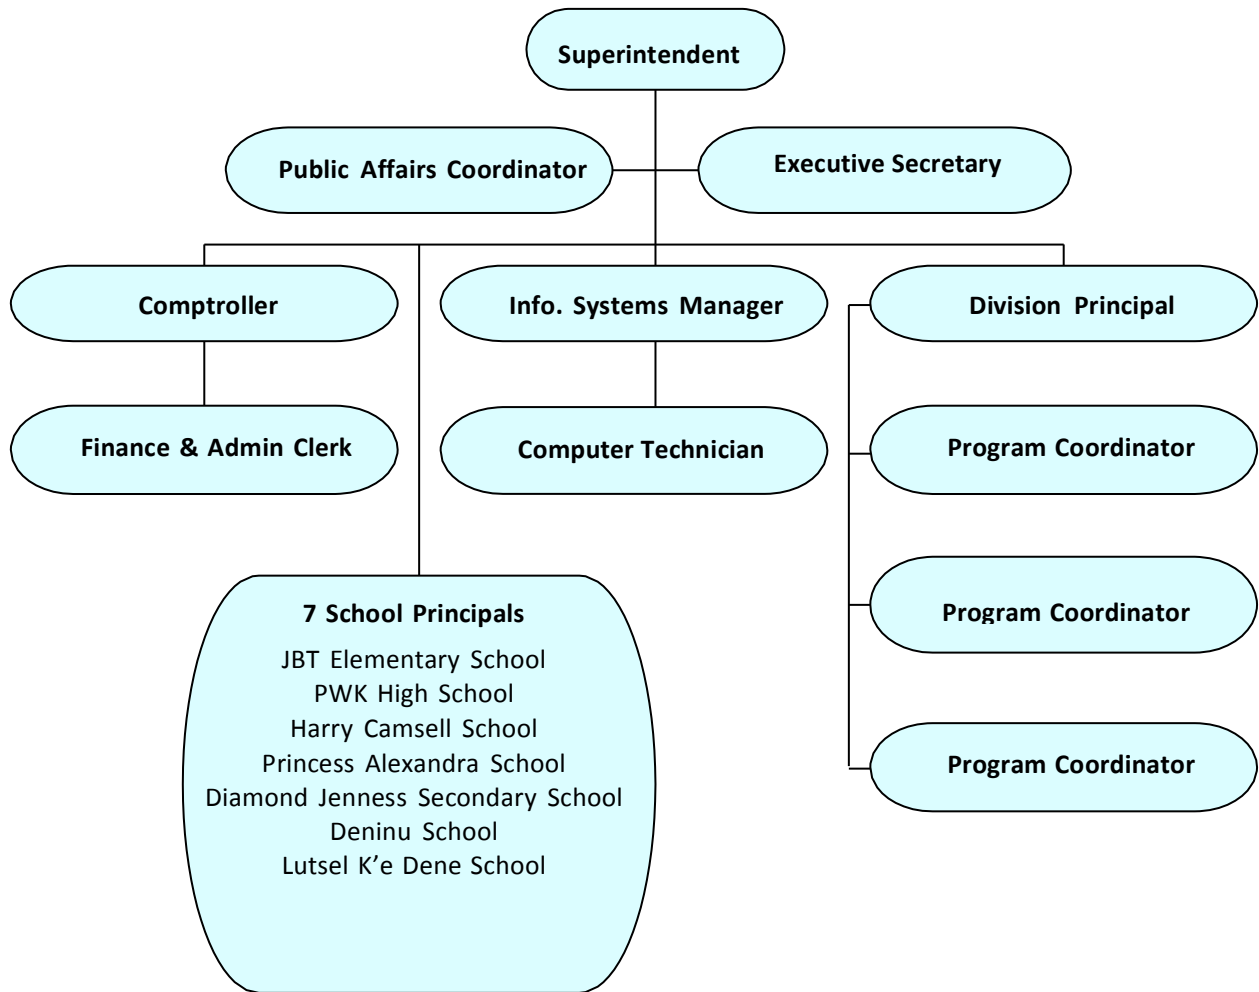 Superintendent
Public Affairs Coordinator
Executive Secretary
Comptroller
Info. Systems Manager
Division Principal
Finance & Admin Clerk
Computer Technician
Program Coordinator
Program Coordinator
Program Coordinator
7 School Principals
JBT Elementary School
PWK High School
Harry Camsell School
Princess Alexandra School
Diamond Jenness Secondary School
Deninu School
Lutsel K’e Dene School